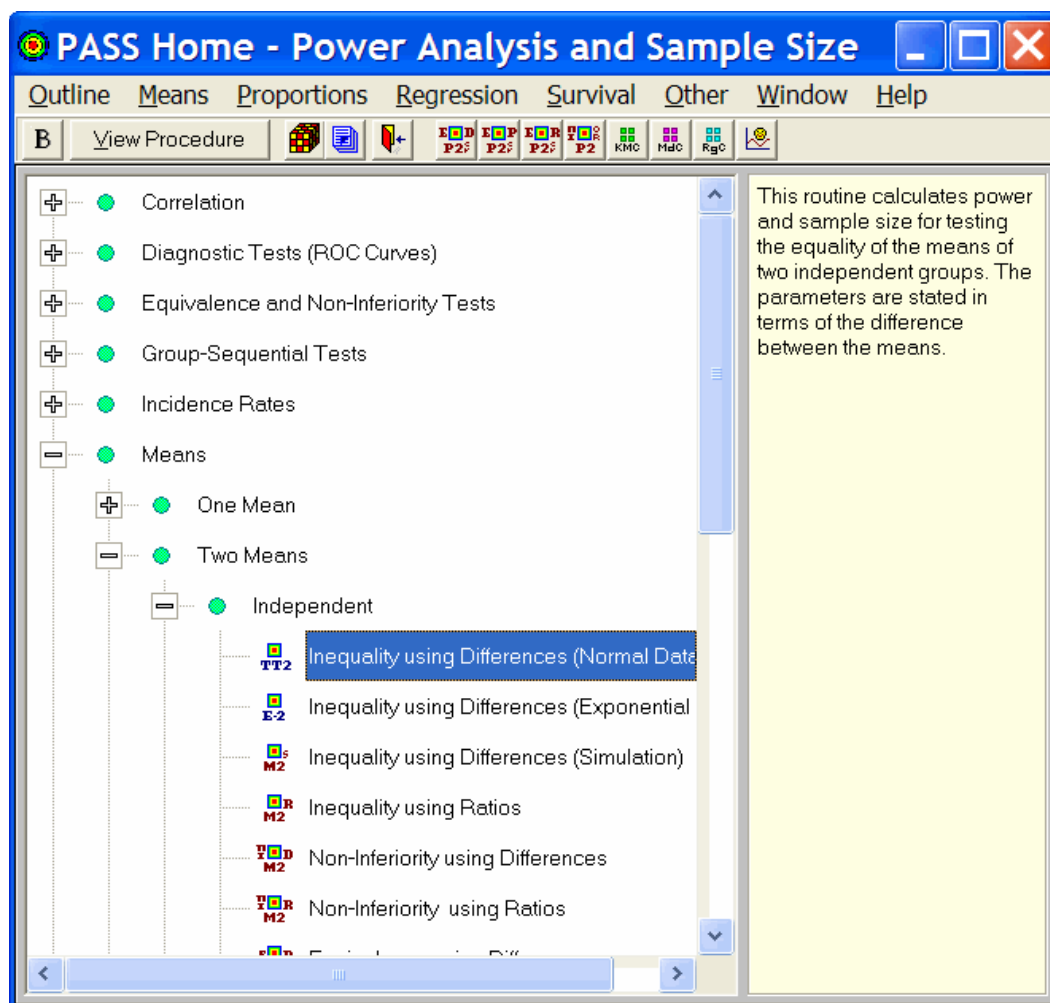 PASS Home - Power Analysis and Sample Size
Outline Means Proportions Regression Survival Other Window Help
B View Procedure
KMC MdC RgC
Correlation
Diagnostic Tests (ROC Curves)
Equivalence and Non-Inferiority Tests
Group-Sequential Tests
Incidence Rates
Means
One Mean
Two Means
Independent
TT2 Inequality using Differences (Normal Data
E-2 Inequality using Differences (Exponential
M2 Inequality using Differences (Simulation)
M2 Inequality using Ratios
M2 Non-Inferiority using Differences
M2 Non-Inferiority using Ratios
This routine calculates power
and sample size for testing
the equality of the means of
two independent groups. The
parameters are stated in
terms of the difference
between the means.